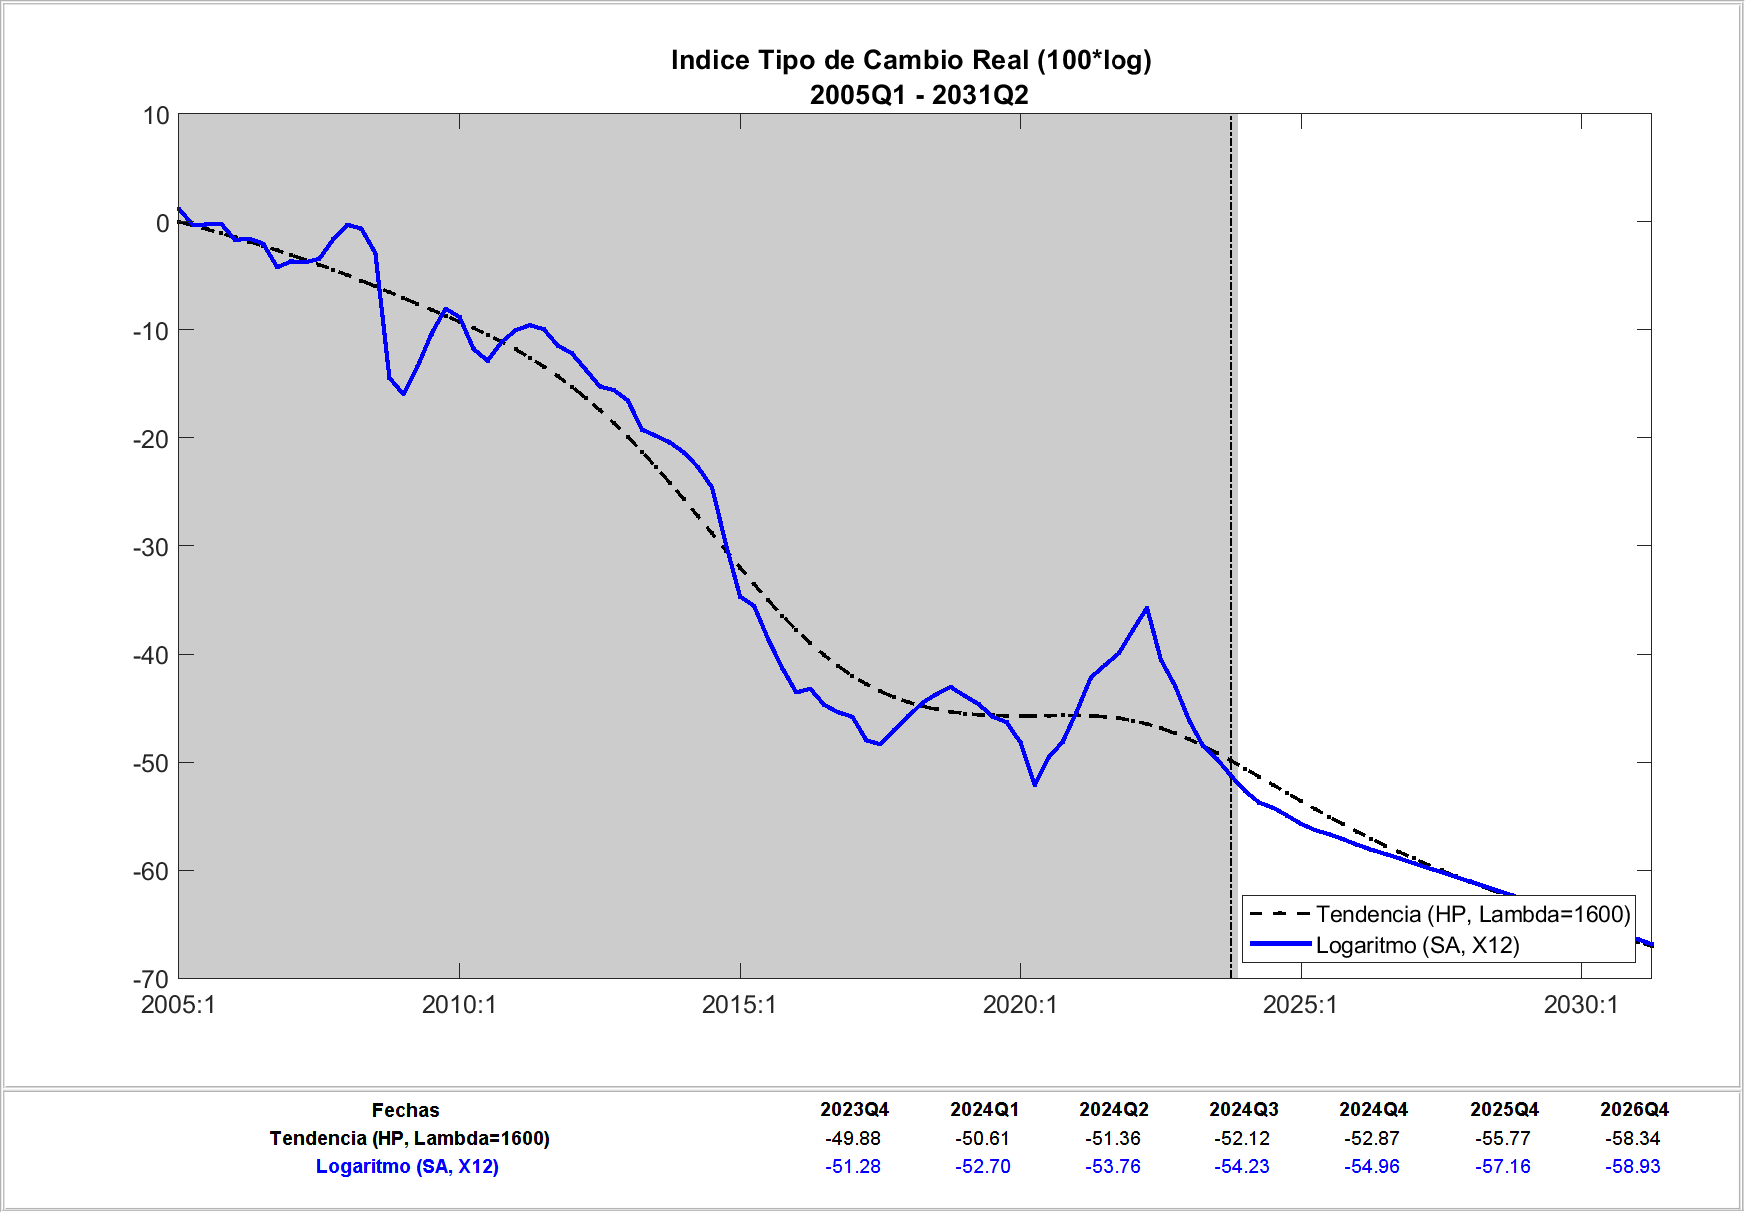 Indice Tipo de Cambio Real (100*log)
2005Q1 - 2031Q2
10
0
-10
-20
-30
-40
-50
-60
-70
2005:1 2010:1 2015:1 2020:1 2025:1 2030:1
Tendencia (HP, Lambda=1600)
Logaritmo (SA, X12)
Fechas 2023Q4 2024Q1 2024Q2 2024Q3 2024Q4 2025Q4 2026Q4
Tendencia (HP, Lambda=1600) -49.88 -50.61 -51.36 -52.12 -52.87 -55.77 -58.34
Logaritmo (SA, X12) -51.28 -52.70 -53.76 -54.23 -54.96 -57.16 -58.93